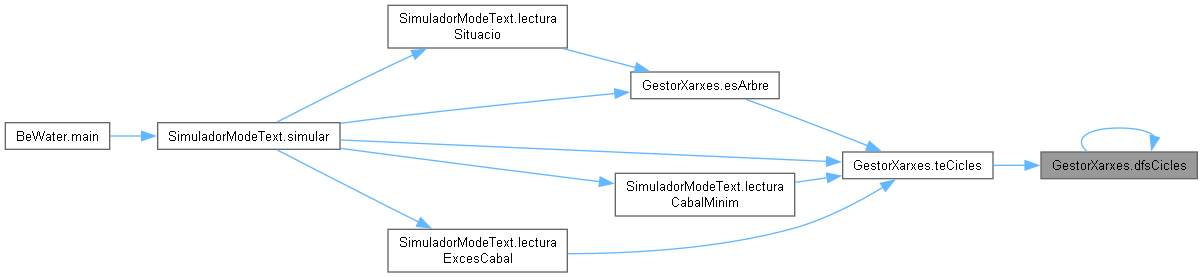 SimuladorModeText.lectura
Situacio
GestorXarxes.esArbre
BeWater.main
SimuladorModeText.simular
GestorXarxes.teCicles
GestorXarxes.dfsCicles
SimuladorModeText.lectura
CabalMinim
SimuladorModeText.lectura
ExcesCabal